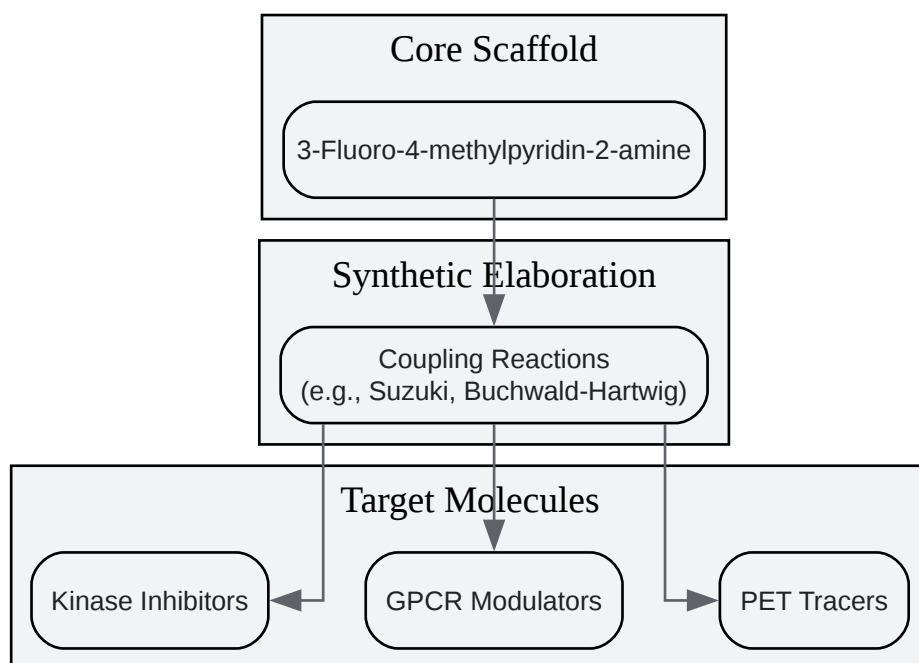 Core Scaffold
3-Fluoro-4-methylpyridin-2-amine
Synthetic Elaboration
Coupling Reactions
(e.g., Suzuki, Buchwald-Hartwig)
Target Molecules
Kinase Inhibitors
GPCR Modulators
PET Tracers